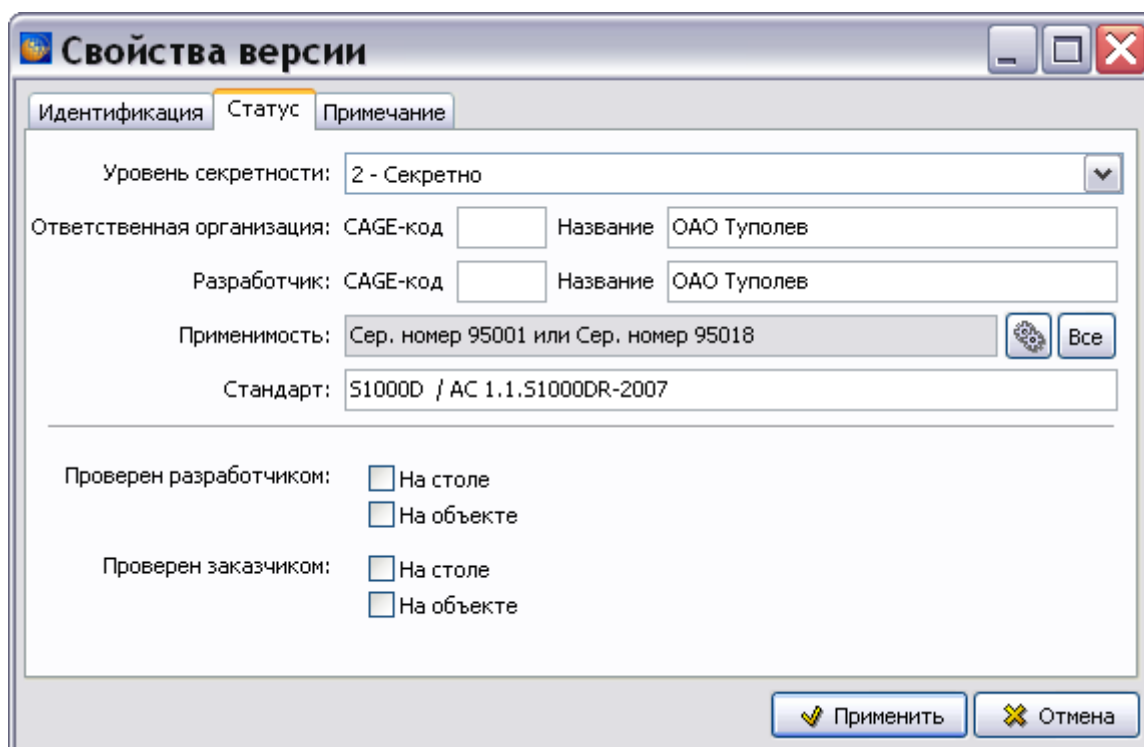 Свойства версии
Идентификация Статус Примечание
Уровень секретности: 2 - Секретно
Ответственная организация: CAGE-код Название ОАО Туполев
Разработчик: CAGE-код Название ОАО Туполев
Применимость: Сер. номер 95001 или Сер. номер 95018 Все
Стандарт: S1000D / АС 1.1.S1000DR-2007
Проверен разработчиком: На столе
На объекте
Проверен заказчиком: На столе
На объекте
Применить Отмена